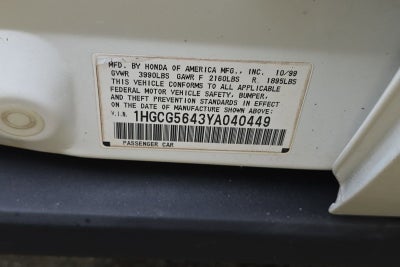 MFD. BY HONDA OF AMERICA MFG., INC. 10/99
GVWR 3990LBS GAWR F 2160LBS R 1895LBS
THIS VEHICLE CONFORMS TO ALL APPLICABLE
FEDERAL MOTOR VEHICLE SAFETY, BUMPER,
AND THEFT PREVENTION STANDARDS IN EFFECT
ON THE DATE OF MANUFACTURE SHOWN ABOVE:
V.I.N. 1HGCG5643YA040449
PASSENGER CAR